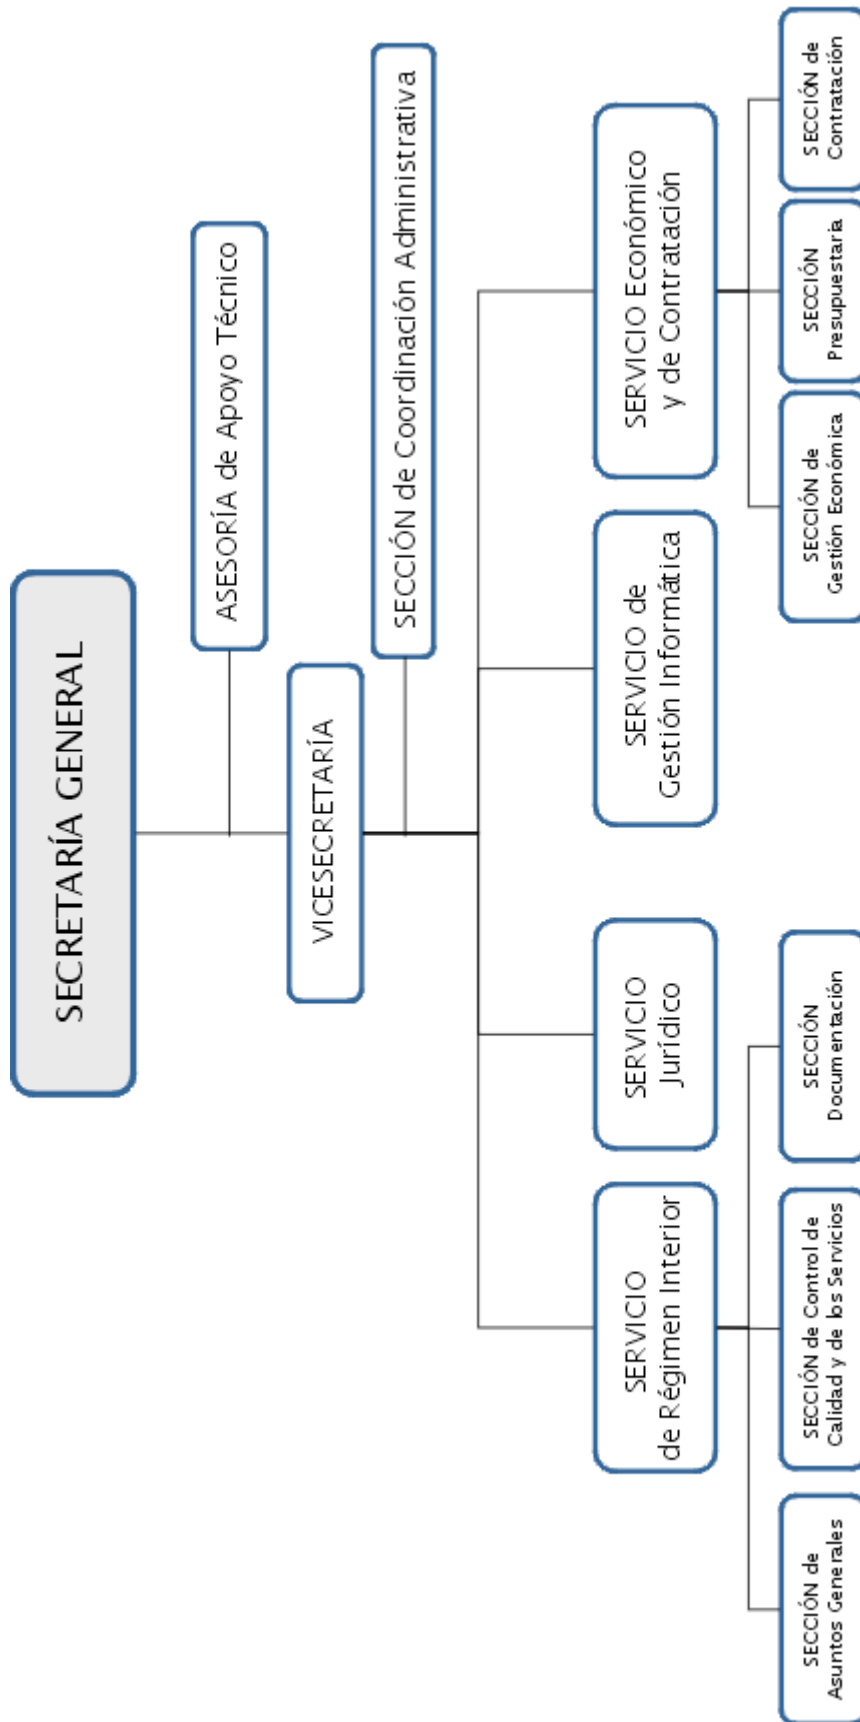 SECRETARÍA GENERAL
ASESORÍA de Apoyo Técnico
VICESECRETARÍA
SECCIÓN de Coordinación Administrativa
SERVICIO
de Régimen Interior
SERVICIO
Jurídico
SERVICIO de
Gestión Informática
SERVICIO Económico
y de Contratación
SECCIÓN de
Asuntos Generales
SECCIÓN de Control de
Calidad y de los Servicios
SECCIÓN
Documentación
SECCIÓN de
Gestión Económica
SECCIÓN
Presupuestaria
SECCIÓN de
Contratación